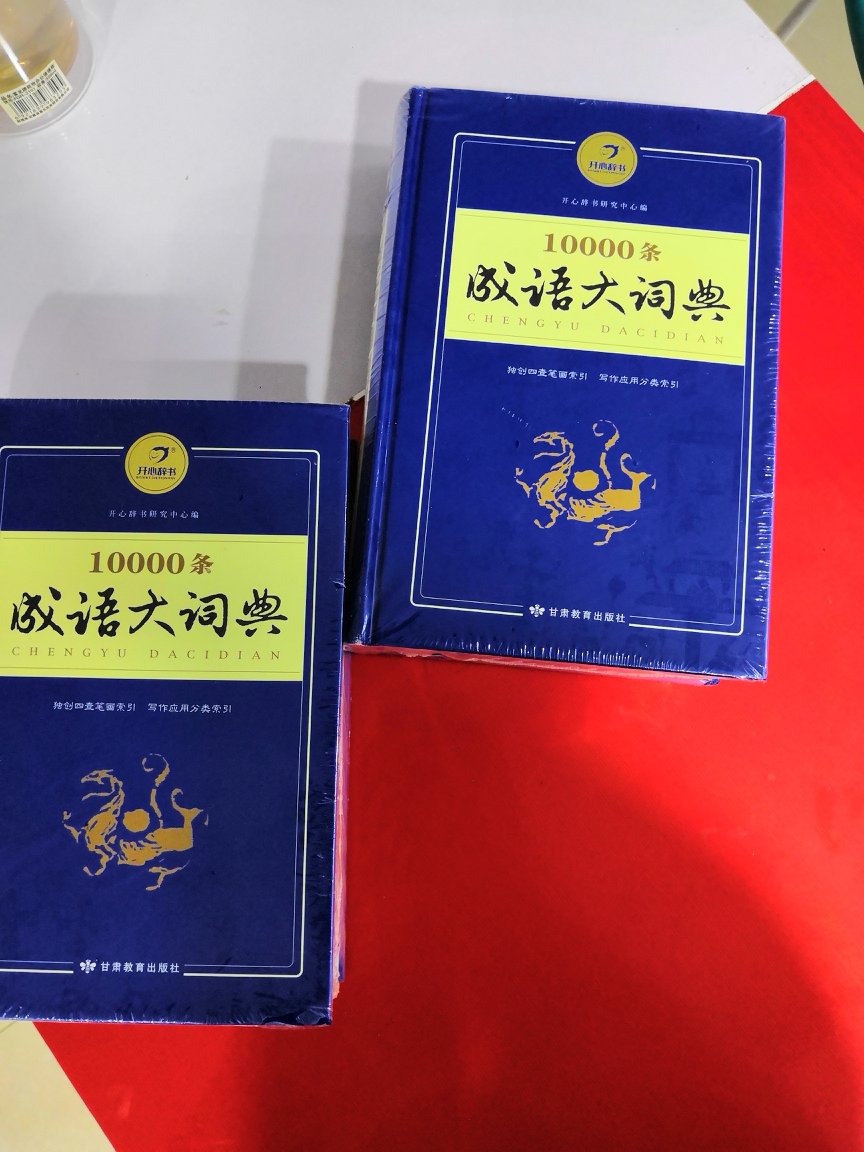 开心辞书
开心辞书研究中心编
10000条
成语大词典
CHENGYU DACIDIAN
独创四查笔画索引 写作应用分类索引
甘肃教育出版社
开心辞书
开心辞书研究中心编
10000条
成语大词典
CHENGYU DACIDIAN
独创四查笔画索引 写作应用分类索引
甘肃教育出版社